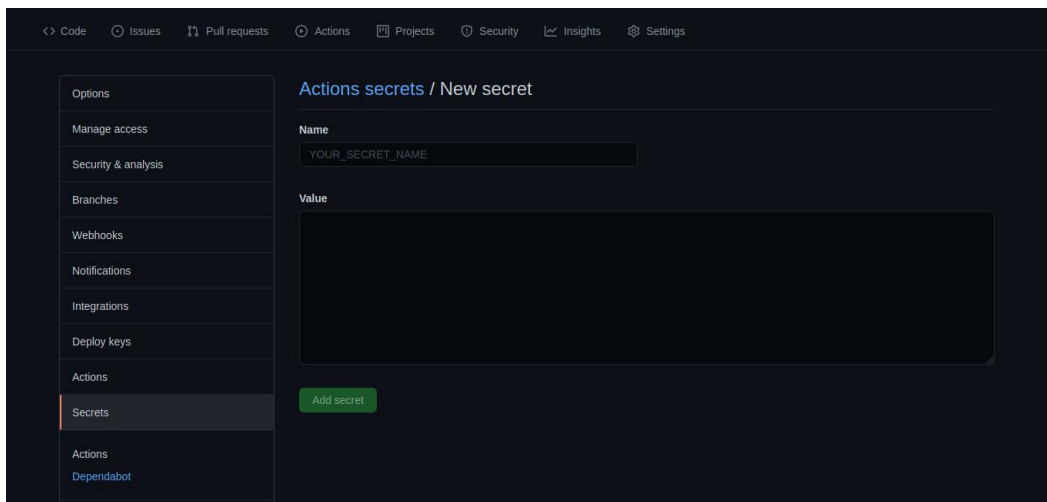 Code Issues Pull requests Actions Projects Security Insights Settings
Options
Manage access
Security & analysis
Branches
Webhooks
Notifications
Integrations
Deploy keys
Actions
Secrets
Actions
Dependabot
Actions secrets / New secret
Name
YOUR_SECRET_NAME
Value
Add secret